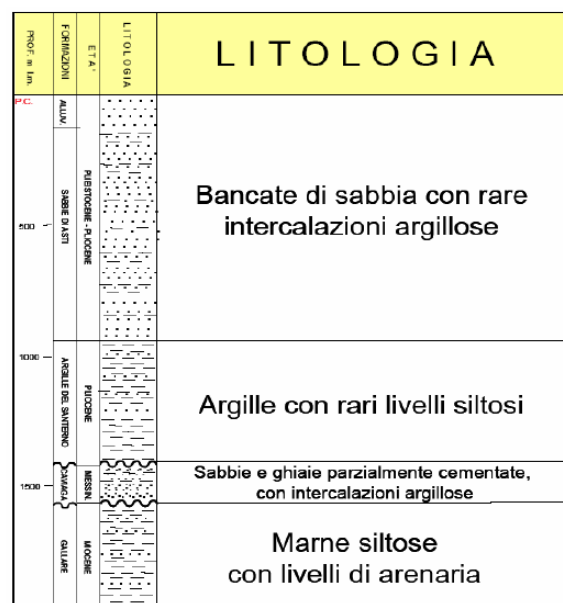 PROF. m l.m.
FORMAZIONI
ETA'
LITOLOGIA
LITOLOGIA
P.C.
ALLUV.
SABBIE DI ASTI
PLEISTOCENE - PLIOCENE
Bancate di sabbia con rare
intercalazioni argillose
500
1000
ARGILLE DEL SANTERNO
PLIOCENE
Argille con rari livelli siltosi
1500
CAVIAGA
MESSIN.
Sabbie e ghiaie parzialmente cementate,
con intercalazioni argillose
GALLARE
MIOCENE
Marne siltose
con livelli di arenaria